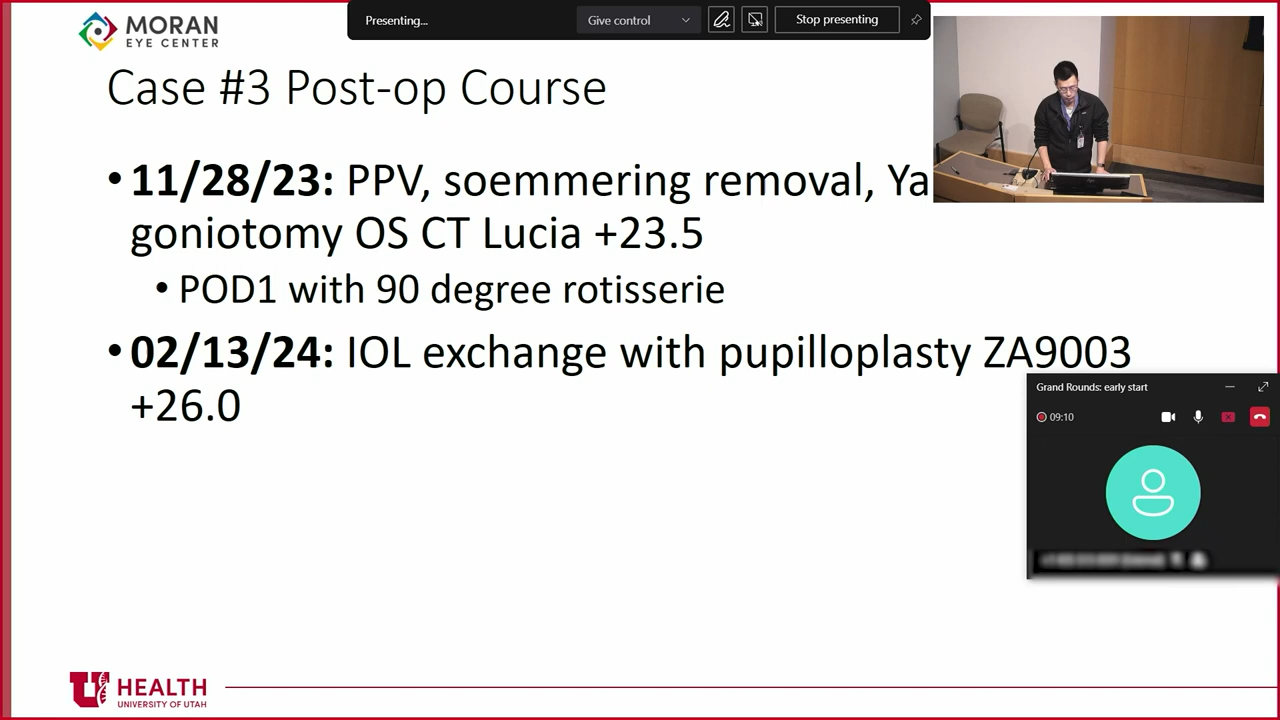 MORAN
EYE CENTER
Presenting...
Give control
Stop presenting
Case #3 Post-op Course
• 11/28/23: PPV, soemmering removal,
goniotomy OS CT Lucia +23.5
• POD1 with 90 degree rotisserie
• 02/13/24: IOL exchange with pupilloplasty ZA9003
+26.0
Grand Rounds: early start
09:10
U HEALTH
UNIVERSITY OF UTAH